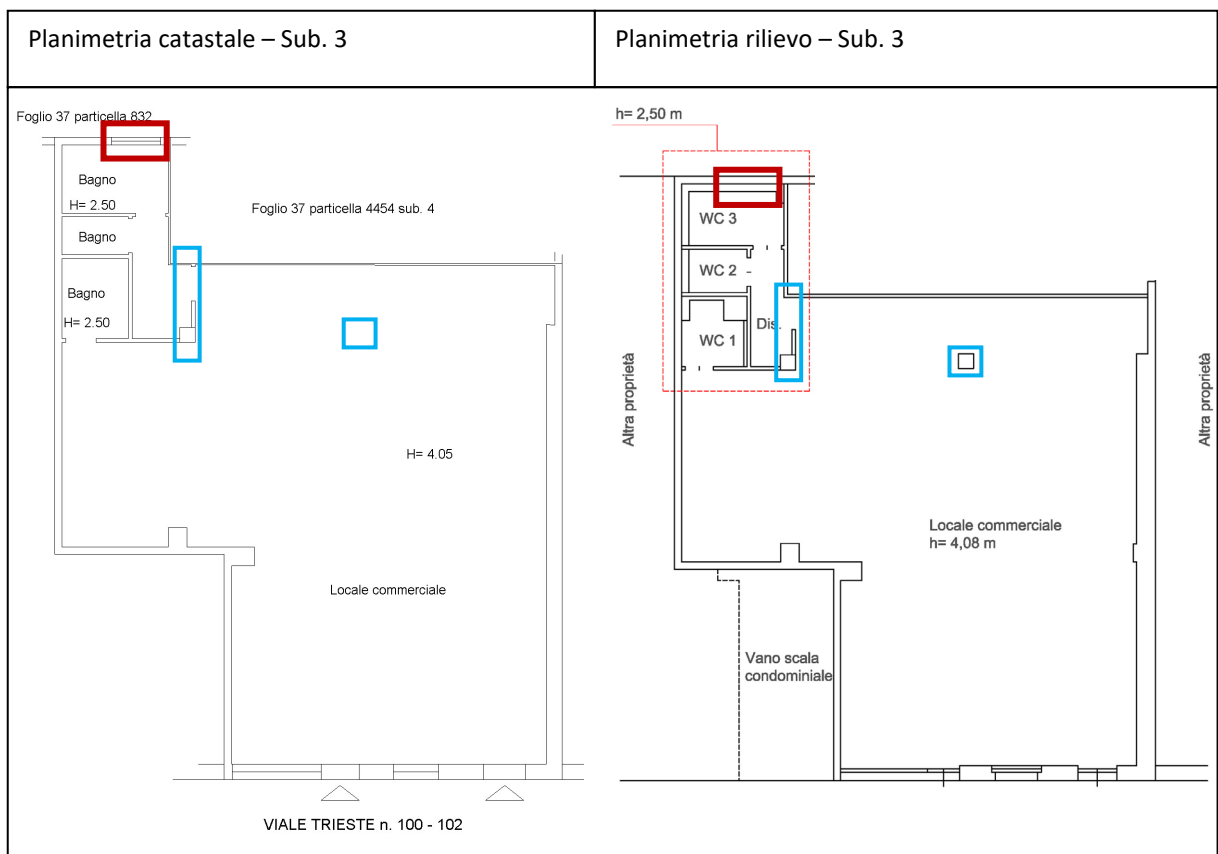 Planimetria catastale – Sub. 3
Planimetria rilievo – Sub. 3
Foglio 37 particella 832
Bagno
H= 2.50
Bagno
Bagno
H= 2.50
Foglio 37 particella 4454 sub. 4
H= 4.05
Locale commerciale
VIALE TRIESTE n. 100 - 102
h= 2,50 m
WC 3
WC 2
WC 1
Dis.
Altra proprietà
Altra proprietà
Locale commerciale
h= 4,08 m
Vano scala
condominiale